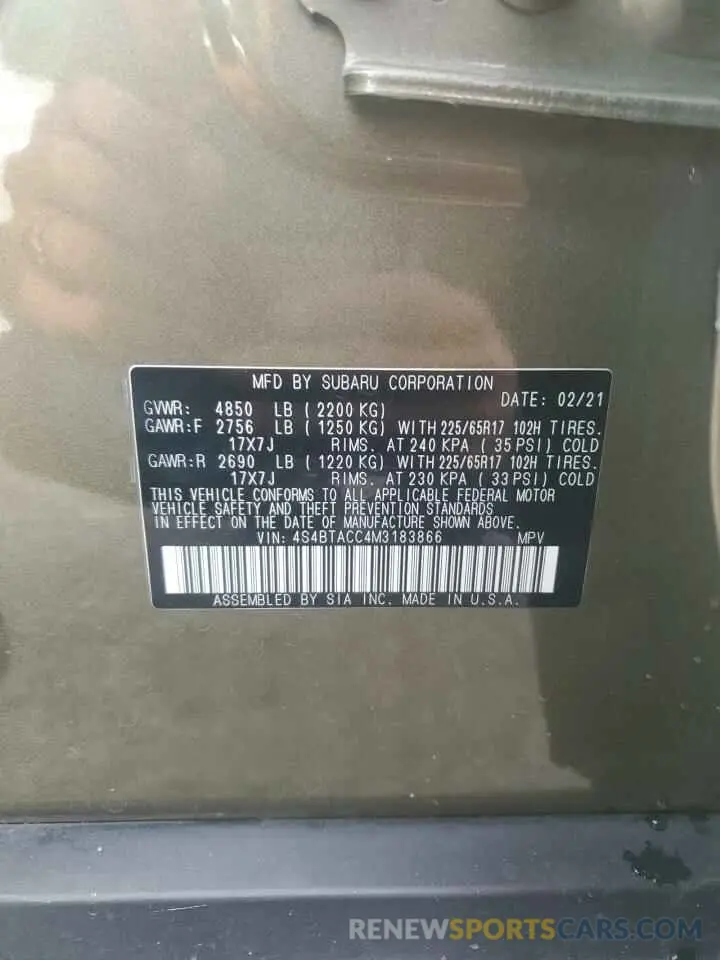 MFD BY SUBARU CORPORATION
DATE: 02/21
GVWR: 4850 LB (2200 KG)
GAWR:F 2756 LB (1250 KG) WITH 225/65R17 102H TIRES.
17X7J RIMS. AT 240 KPA (35 PSI) COLD
GAWR:R 2690 LB (1220 KG) WITH 225/65R17 102H TIRES.
17X7J RIMS. AT 230 KPA (33 PSI) COLD
THIS VEHICLE CONFORMS TO ALL APPLICABLE FEDERAL MOTOR
VEHICLE SAFETY AND THEFT PREVENTION STANDARDS
IN EFFECT ON THE DATE OF MANUFACTURE SHOWN ABOVE.
VIN: 4S4BTACC4M3183866 MPV
ASSEMBLED BY SIA INC. MADE IN U.S.A.
RENEWSPORTSCARS.COM